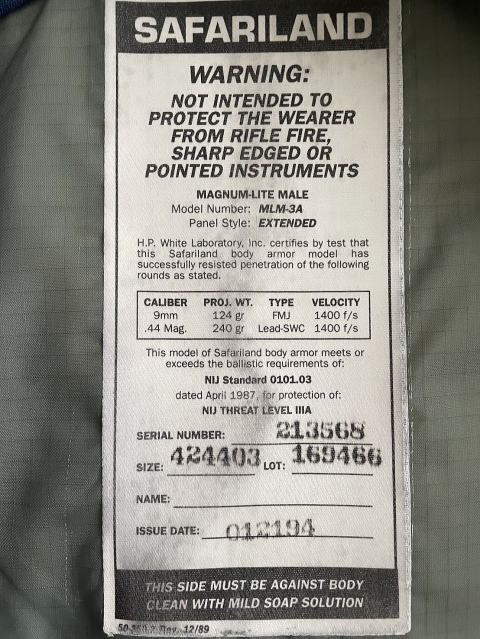 SAFARILAND
WARNING:
NOT INTENDED TO
PROTECT THE WEARER
FROM RIFLE FIRE,
SHARP EDGED OR
POINTED INSTRUMENTS
MAGNUM-LITE MALE
Model Number: MLM-3A
Panel Style: EXTENDED
H.P. White Laboratory, Inc. certifies by test that
this Safariland body armor model has
successfully resisted penetration of the following
rounds as stated.
CALIBER PROJ. WT. TYPE VELOCITY
9mm 124 gr FMJ 1400 f/s
.44 Mag. 240 gr Lead-SWC 1400 f/s
This model of Safariland body armor meets or
exceeds the ballistic requirements of:
NIJ Standard 0101.03
dated April 1987, for protection of:
NIJ THREAT LEVEL IIIA
SERIAL NUMBER: 213568
SIZE: 424403 LOT: 169466
NAME:
ISSUE DATE: 012194
THIS SIDE MUST BE AGAINST BODY
CLEAN WITH MILD SOAP SOLUTION
Rev. 12/89